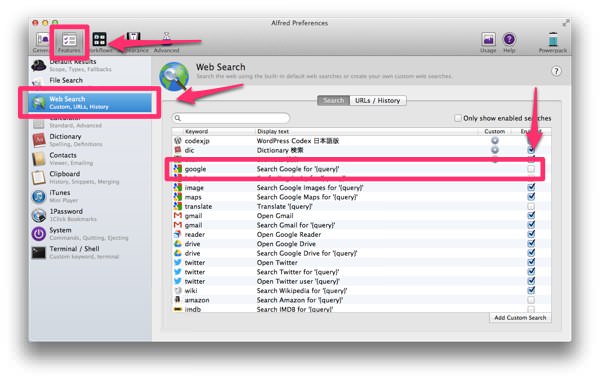 Alfred Preferences
General Features Workflows Appearance Advanced Usage Help Powerpack
Default Results
Scope, Types, Fallbacks
File Search
Web Search
Custom, URLs, History
Calculator
Standard, Advanced
Dictionary
Spelling, Definitions
Contacts
Viewer, Emailing
Clipboard
History, Snippets, Merging
iTunes
Mini Player
1Password
1Click Bookmarks
System
Commands, Quitting, Ejecting
Terminal / Shell
Custom keyword, terminal
Web Search
Search the web using the built-in default web searches or create your own custom web searches.
?
Search URLs / History
Only show enabled searches
Keyword Display text Custom
codexjp WordPress Codex 日本語版
dic Dictionary 検索
google Search Google for '{query}'
image Search Google Images for '{query}'
maps Search Google Maps for '{query}'
translate Translate '{query}'
gmail Open Gmail
gmail Search Gmail for '{query}'
reader Open Google Reader
drive Open Google Drive
drive Search Google Drive for '{query}'
twitter Open Twitter
twitter Search Twitter for '{query}'
twitter Open Twitter user '{query}'
wiki Search Wikipedia for '{query}'
amazon Search Amazon for '{query}'
imdb Search IMDB for '{query}'
Add Custom Search